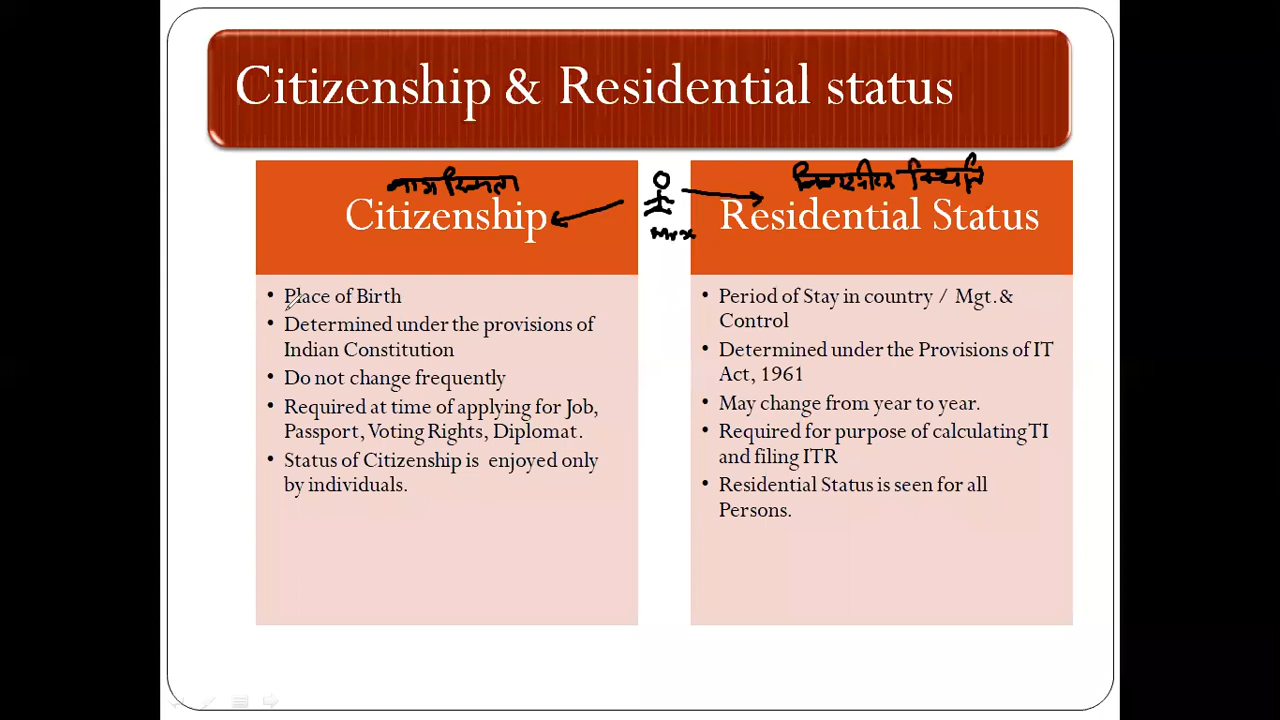 Citizenship & Residential status
नागरिकता
Citizenship
• Place of Birth
• Determined under the provisions of
Indian Constitution
• Do not change frequently
• Required at time of applying for Job,
Passport, Voting Rights, Diplomat.
• Status of Citizenship is enjoyed only
by individuals.
Mr x
स्थिति
Residential Status
• Period of Stay in country / Mgt. &
Control
• Determined under the Provisions of IT
Act, 1961
• May change from year to year.
• Required for purpose of calculating TI
and filing ITR
• Residential Status is seen for all
Persons.